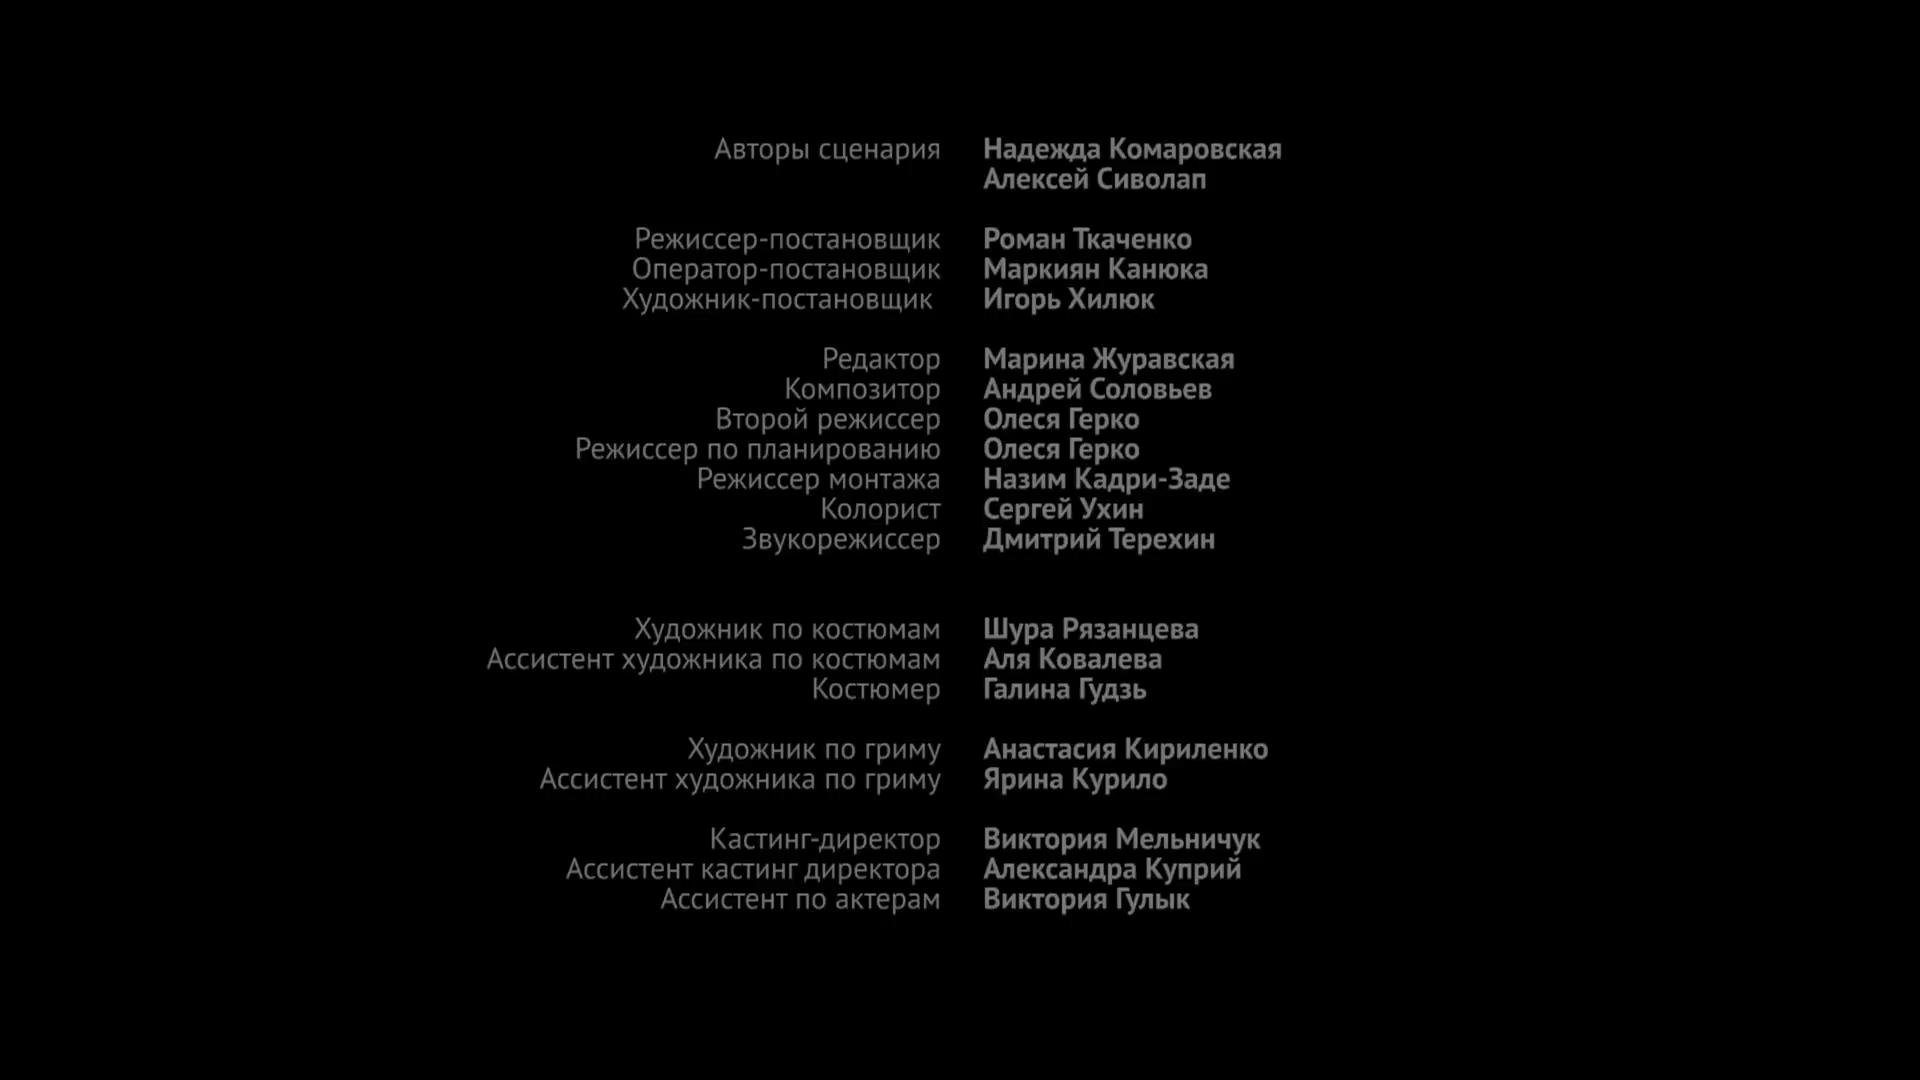 Авторы сценария Надежда Комаровская
Алексей Сиволап
Режиссер-постановщик Роман Ткаченко
Оператор-постановщик Маркиян Канюка
Художник-постановщик Игорь Хилюк
Редактор Марина Журавская
Композитор Андрей Соловьев
Второй режиссер Олеся Герко
Режиссер по планированию Олеся Герко
Режиссер монтажа Назим Кадри-Заде
Колорист Сергей Ухин
Звукорежиссер Дмитрий Терехин
Художник по костюмам Шура Рязанцева
Ассистент художника по костюмам Аля Ковалева
Костюмер Галина Гудзь
Художник по гриму Анастасия Кириленко
Ассистент художника по гриму Ярина Курило
Кастинг-директор Виктория Мельничук
Ассистент кастинг директора Александра Куприй
Ассистент по актерам Виктория Гулык